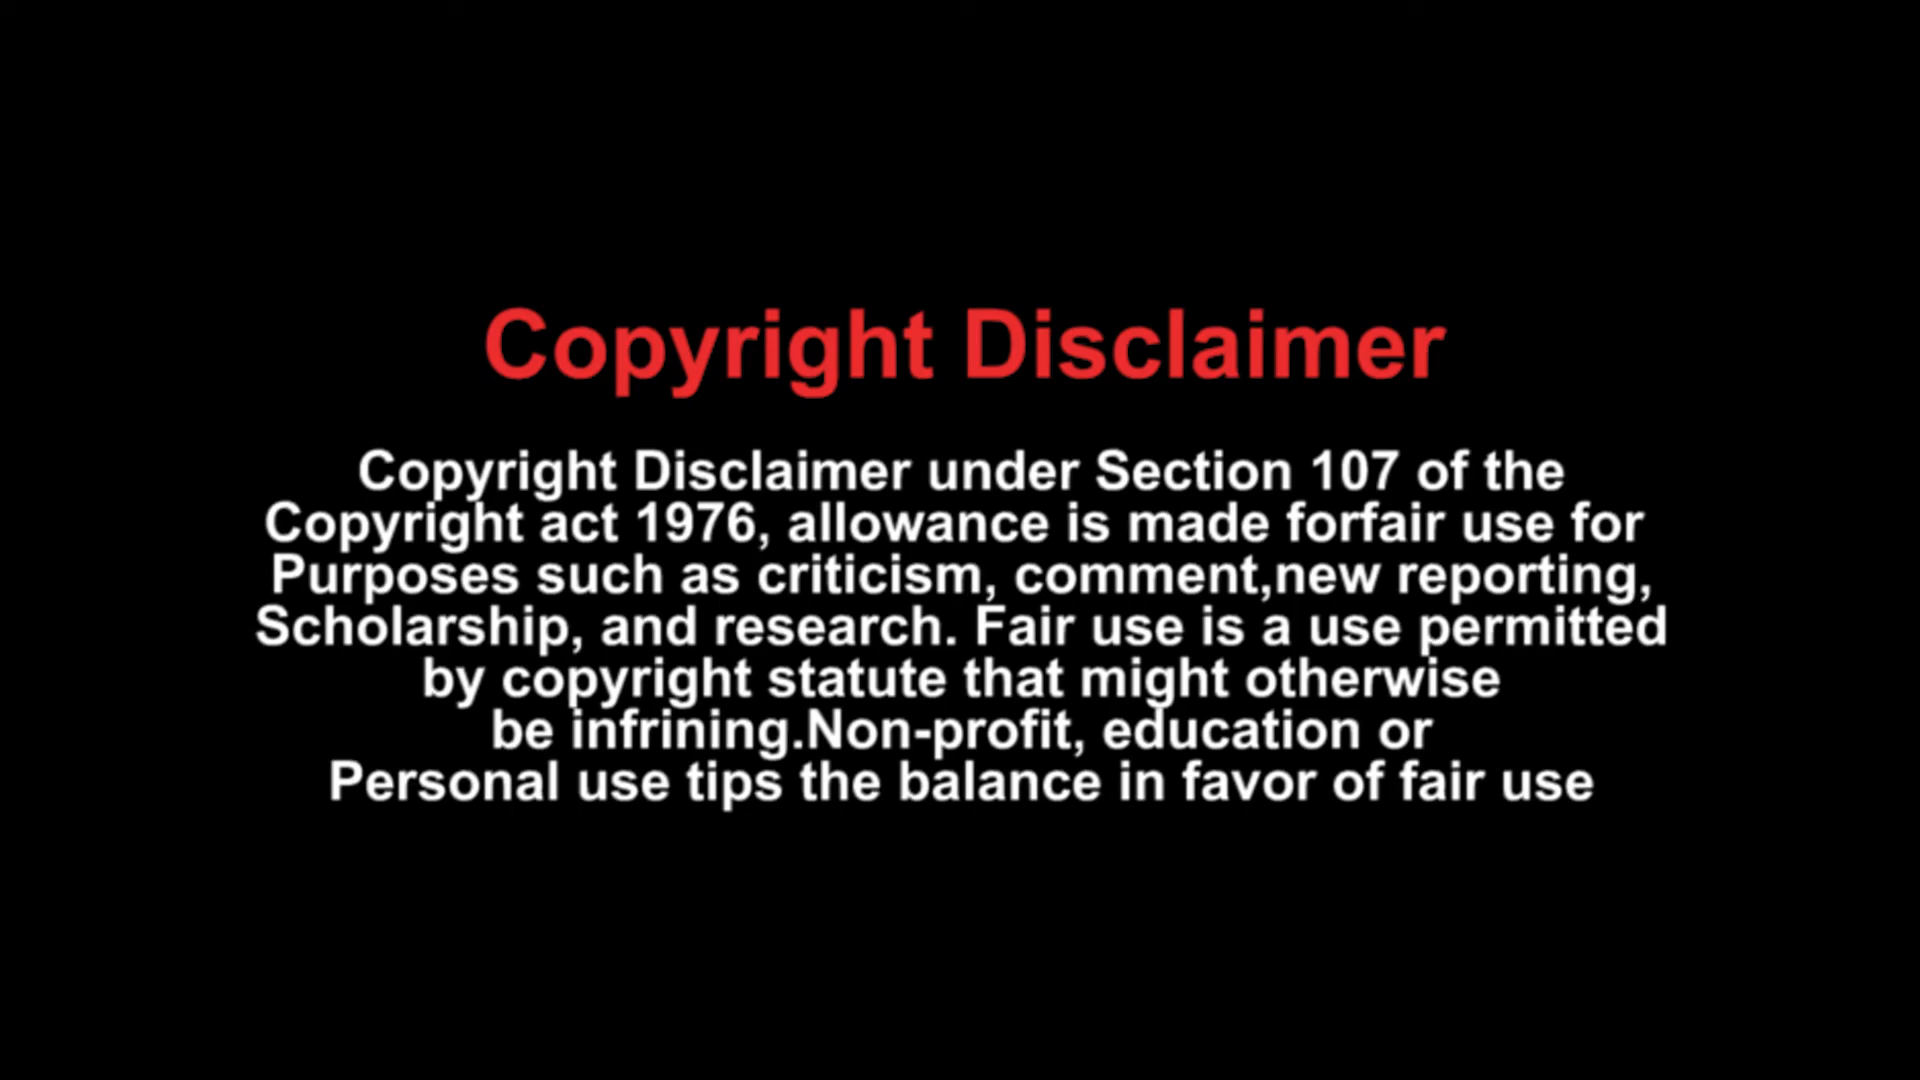 Copyright Disclaimer
Copyright Disclaimer under Section 107 of the
Copyright act 1976, allowance is made forfair use for
Purposes such as criticism, comment,new reporting,
Scholarship, and research. Fair use is a use permitted
by copyright statute that might otherwise
be infrining.Non-profit, education or
Personal use tips the balance in favor of fair use